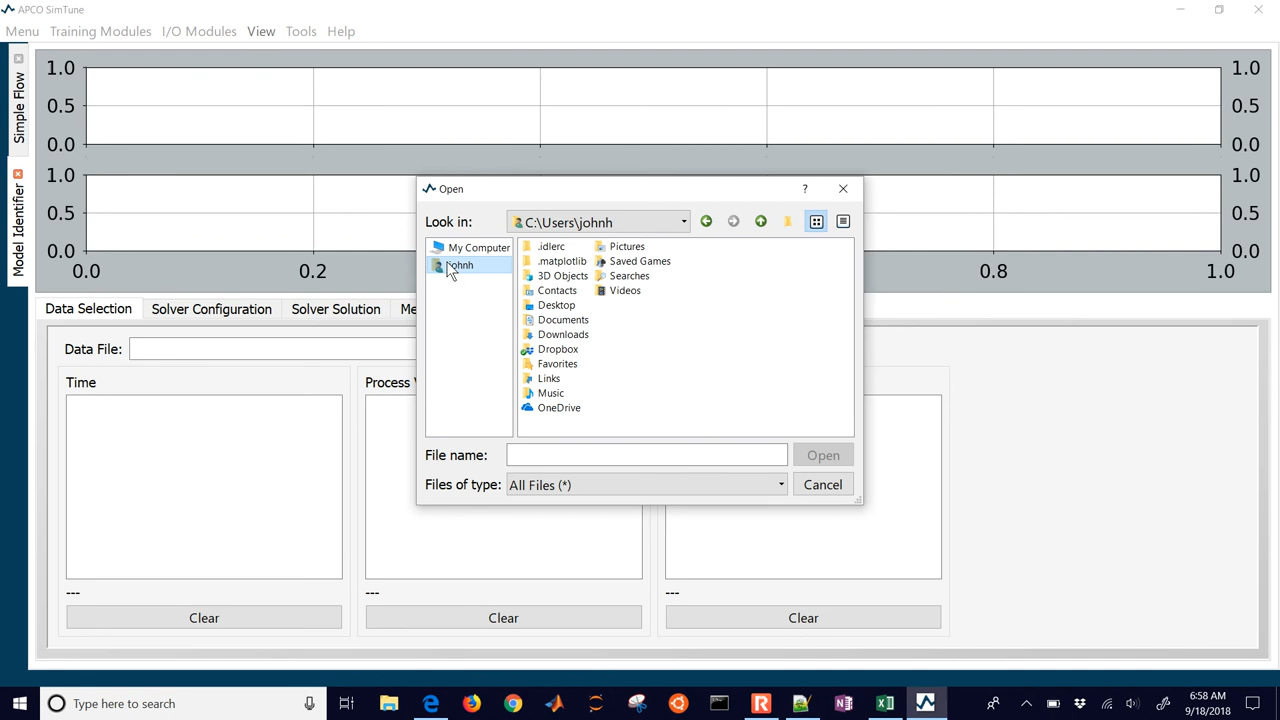 APCO SimTune
Menu Training Modules I/O Modules View Tools Help
Simple Flow
Model Identifier
1.0 1.0
0.5 0.5
0.0 0.0
1.0 1.0
0.5 0.5
0.0 0.0
0.0 0.2 0.8 1.0
Open
?
Look in: C:\Users\johnh
My Computer
johnh
.idlerc
.matplotlib
3D Objects
Contacts
Desktop
Documents
Downloads
Dropbox
Favorites
Links
Music
OneDrive
Pictures
Saved Games
Searches
Videos
File name: Open
Files of type: All Files (*) Cancel
Data Selection Solver Configuration Solver Solution Me
Data File:
Time
Process V
--- --- ---
Clear Clear Clear
Type here to search
6:58 AM
9/18/2018